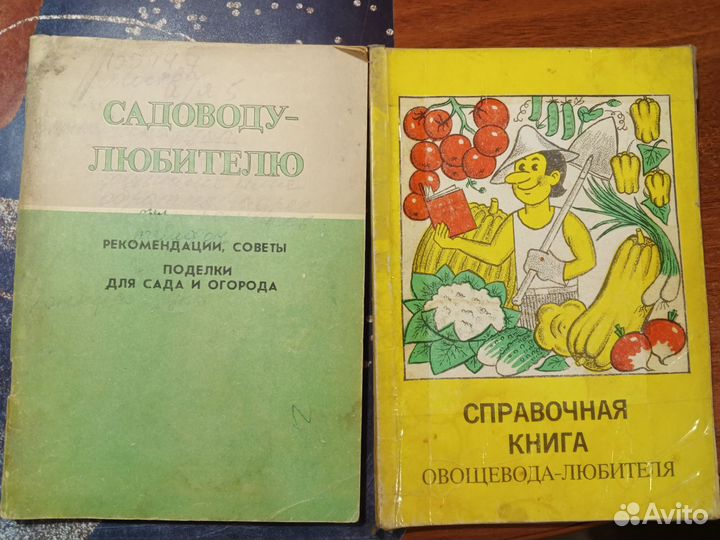 САДОВОДУ-
ЛЮБИТЕЛЮ
РЕКОМЕНДАЦИИ, СОВЕТЫ
ПОДЕЛКИ
ДЛЯ САДА И ОГОРОДА
СПРАВОЧНАЯ
КНИГА
ОВОЩЕВОДА-ЛЮБИТЕЛЯ
Avito